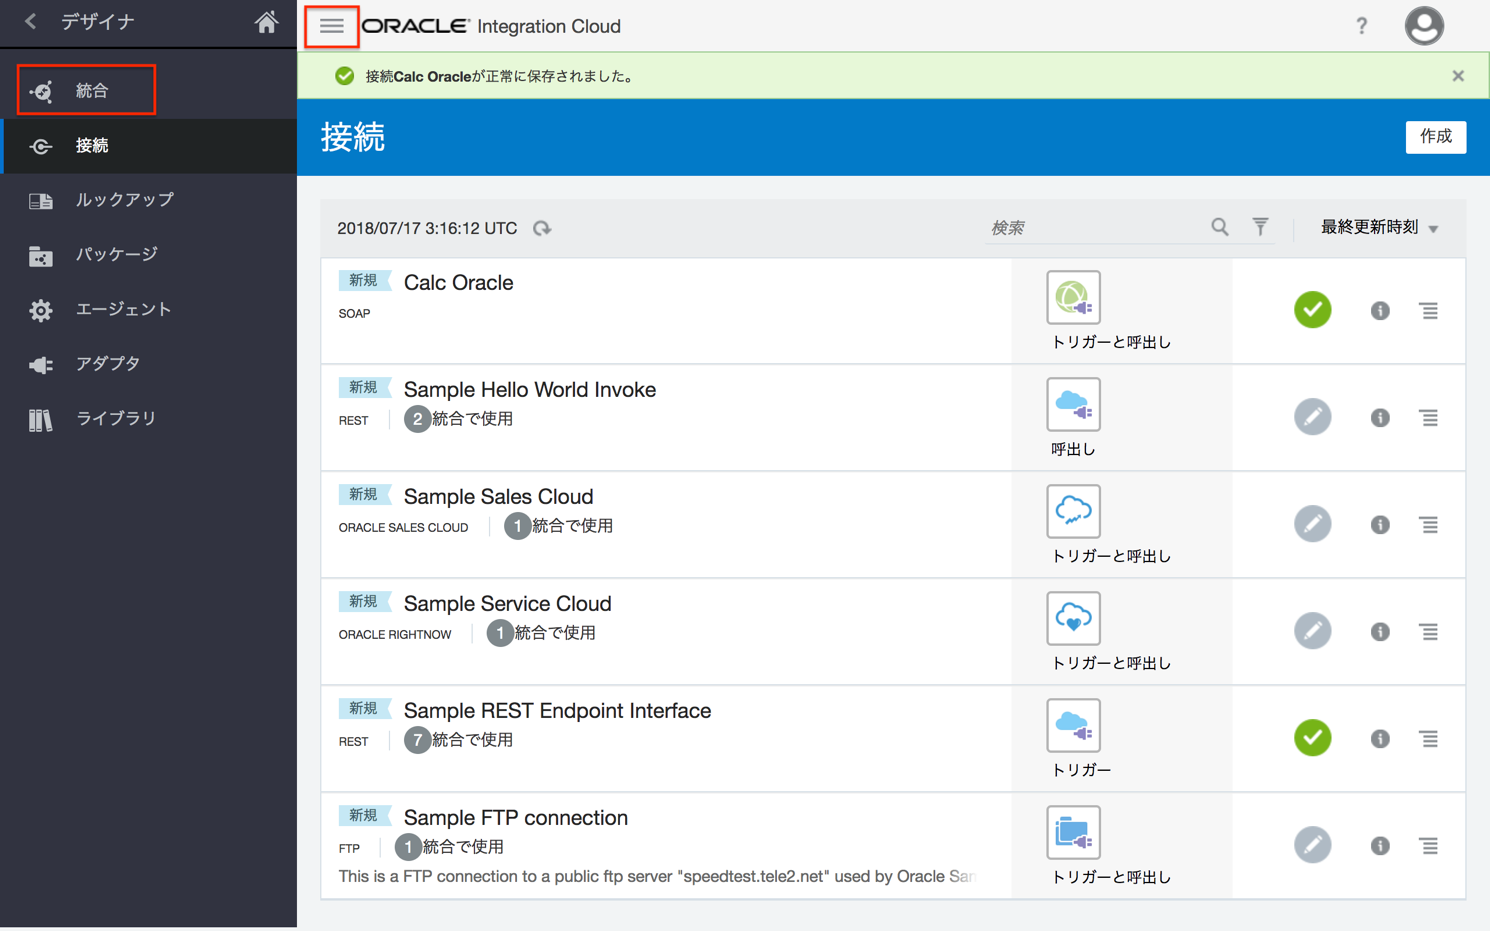 デザイナ
統合
接続
ルックアップ
パッケージ
エージェント
アダプタ
ライブラリ
ORACLE® Integration Cloud
?
接続Calc Oracleが正常に保存されました。
接続
作成
2018/07/17 3:16:12 UTC
検索
最終更新時刻
新規 Calc Oracle
SOAP
トリガーと呼出し
新規 Sample Hello World Invoke
REST 2 統合で使用
呼出し
新規 Sample Sales Cloud
ORACLE SALES CLOUD 1 統合で使用
トリガーと呼出し
新規 Sample Service Cloud
ORACLE RIGHTNOW 1 統合で使用
トリガーと呼出し
新規 Sample REST Endpoint Interface
REST 7 統合で使用
トリガー
新規 Sample FTP connection
FTP 1 統合で使用
This is a FTP connection to a public ftp server "speedtest.tele2.net" used by Oracle
トリガーと呼出し